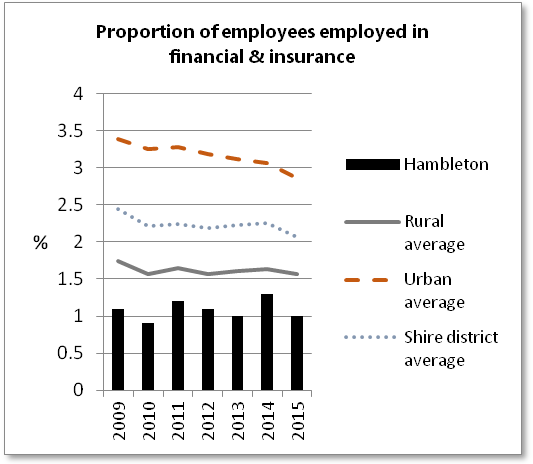 Proportion of employees employed in
financial & insurance
4
3.5
3
2.5
2
1.5
1
0.5
0
%
2009
2010
2011
2012
2013
2014
2015
Hambleton
Rural
average
Urban
average
Shire district
average